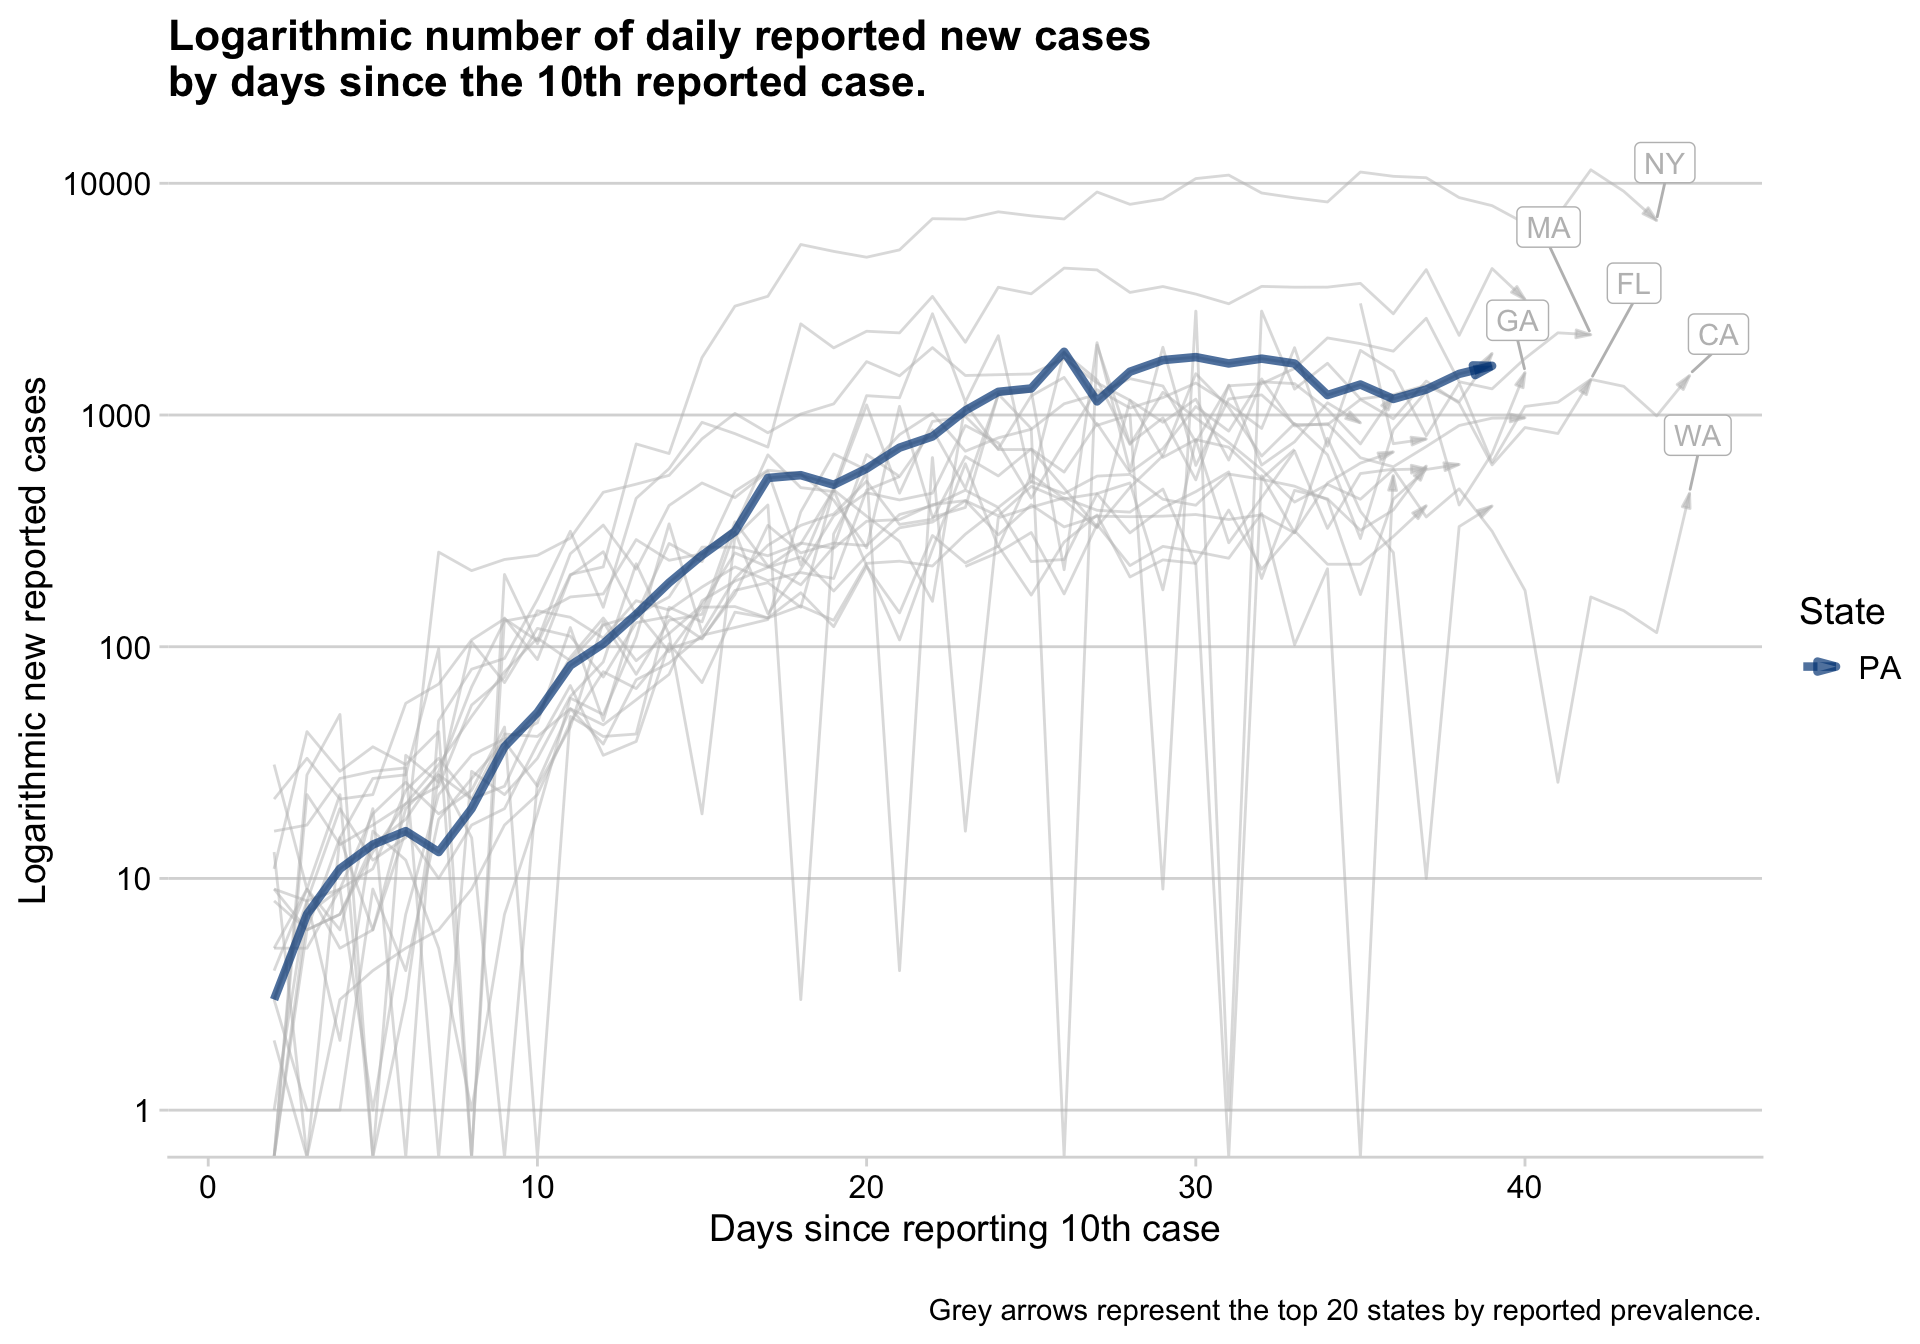 Logarithmic number of daily reported new cases
by days since the 10th reported case.
Logarithmic new reported cases
10000
1000
100
10
1
NY
MA
FL
GA
CA
WA
State
PA
0
10
20
30
40
Days since reporting 10th case
Grey arrows represent the top 20 states by reported prevalence.